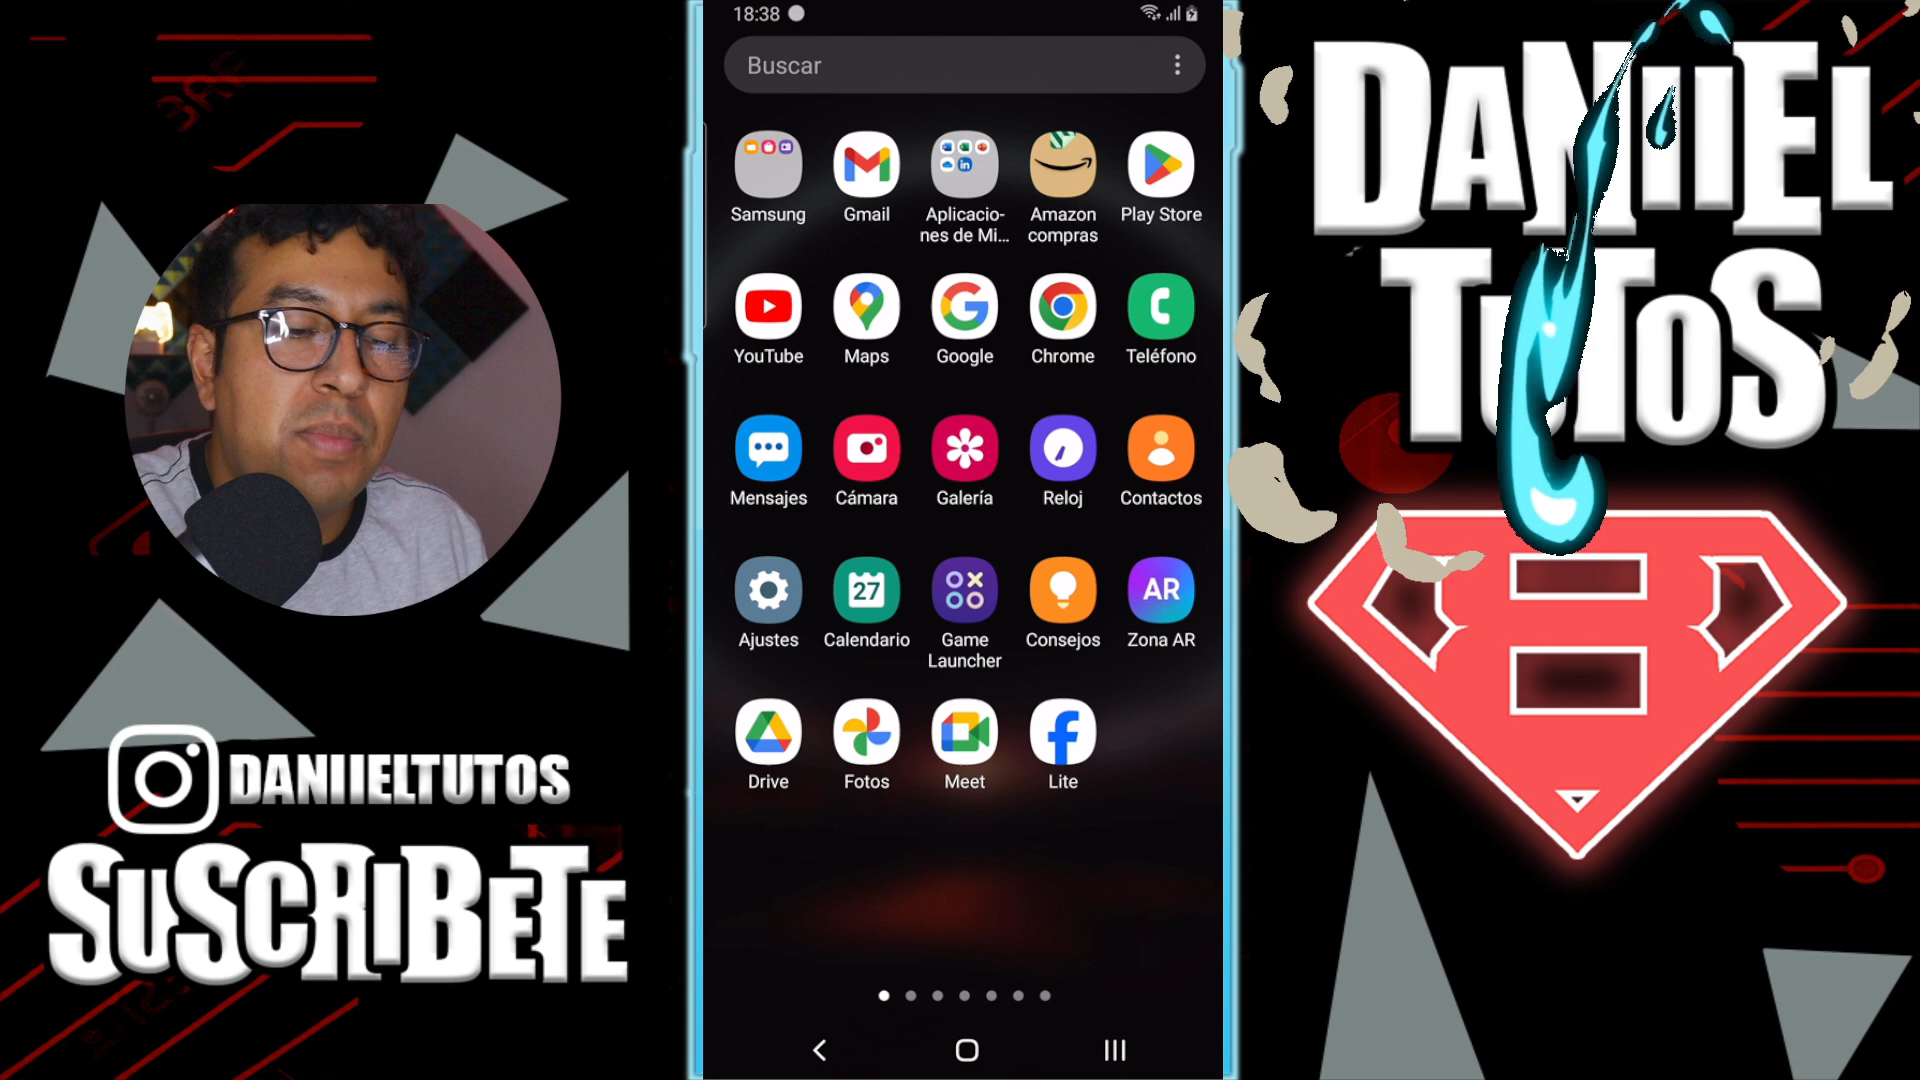 18:38
Buscar
Samsung
Gmail
Aplicacio-
nes de Mi...
Amazon
compras
Play Store
YouTube
Maps
Google
Chrome
Teléfono
Mensajes
Cámara
Galería
Reloj
Contactos
27
AR
Ajustes
Calendario
Game
Launcher
Consejos
Zona AR
Drive
Fotos
Meet
Lite
DANIIELTUTOS
SUSCRIBETE
DANIIEL
TUTOS